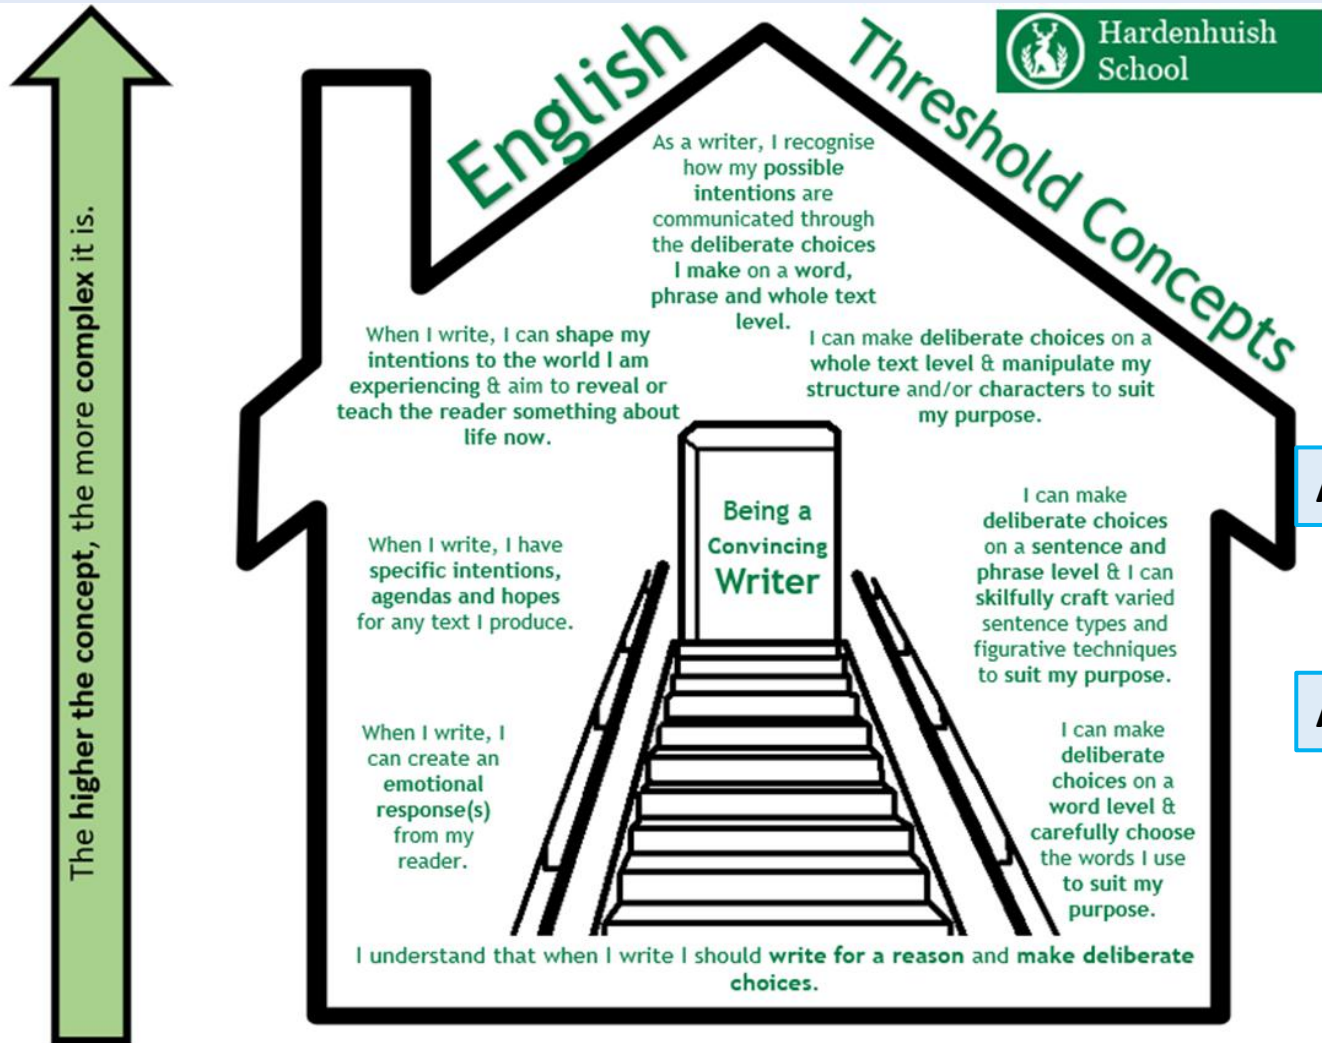 The higher the concept, the more complex it is.
English
Threshold Concepts
Hardenhuish
School
As a writer, I recognise
how my possible
intentions are
communicated through
the deliberate choices
I make on a word,
phrase and whole text
level.
When I write, I can shape my
intentions to the world I am
experiencing & aim to reveal or
teach the reader something about
life now.
I can make deliberate choices on a
whole text level & manipulate my
structure and/or characters to suit
my purpose.
Being a
Convincing
Writer
When I write, I have
specific intentions,
agendas and hopes
for any text I produce.
I can make
deliberate choices
on a sentence and
phrase level & I can
skilfully craft varied
sentence types and
figurative techniques
to suit my purpose.
When I write, I
can create an
emotional
response(s)
from my
reader.
I can make
deliberate
choices on a
word level &
carefully choose
the words I use
to suit my
purpose.
I understand that when I write I should write for a reason and make deliberate
choices.